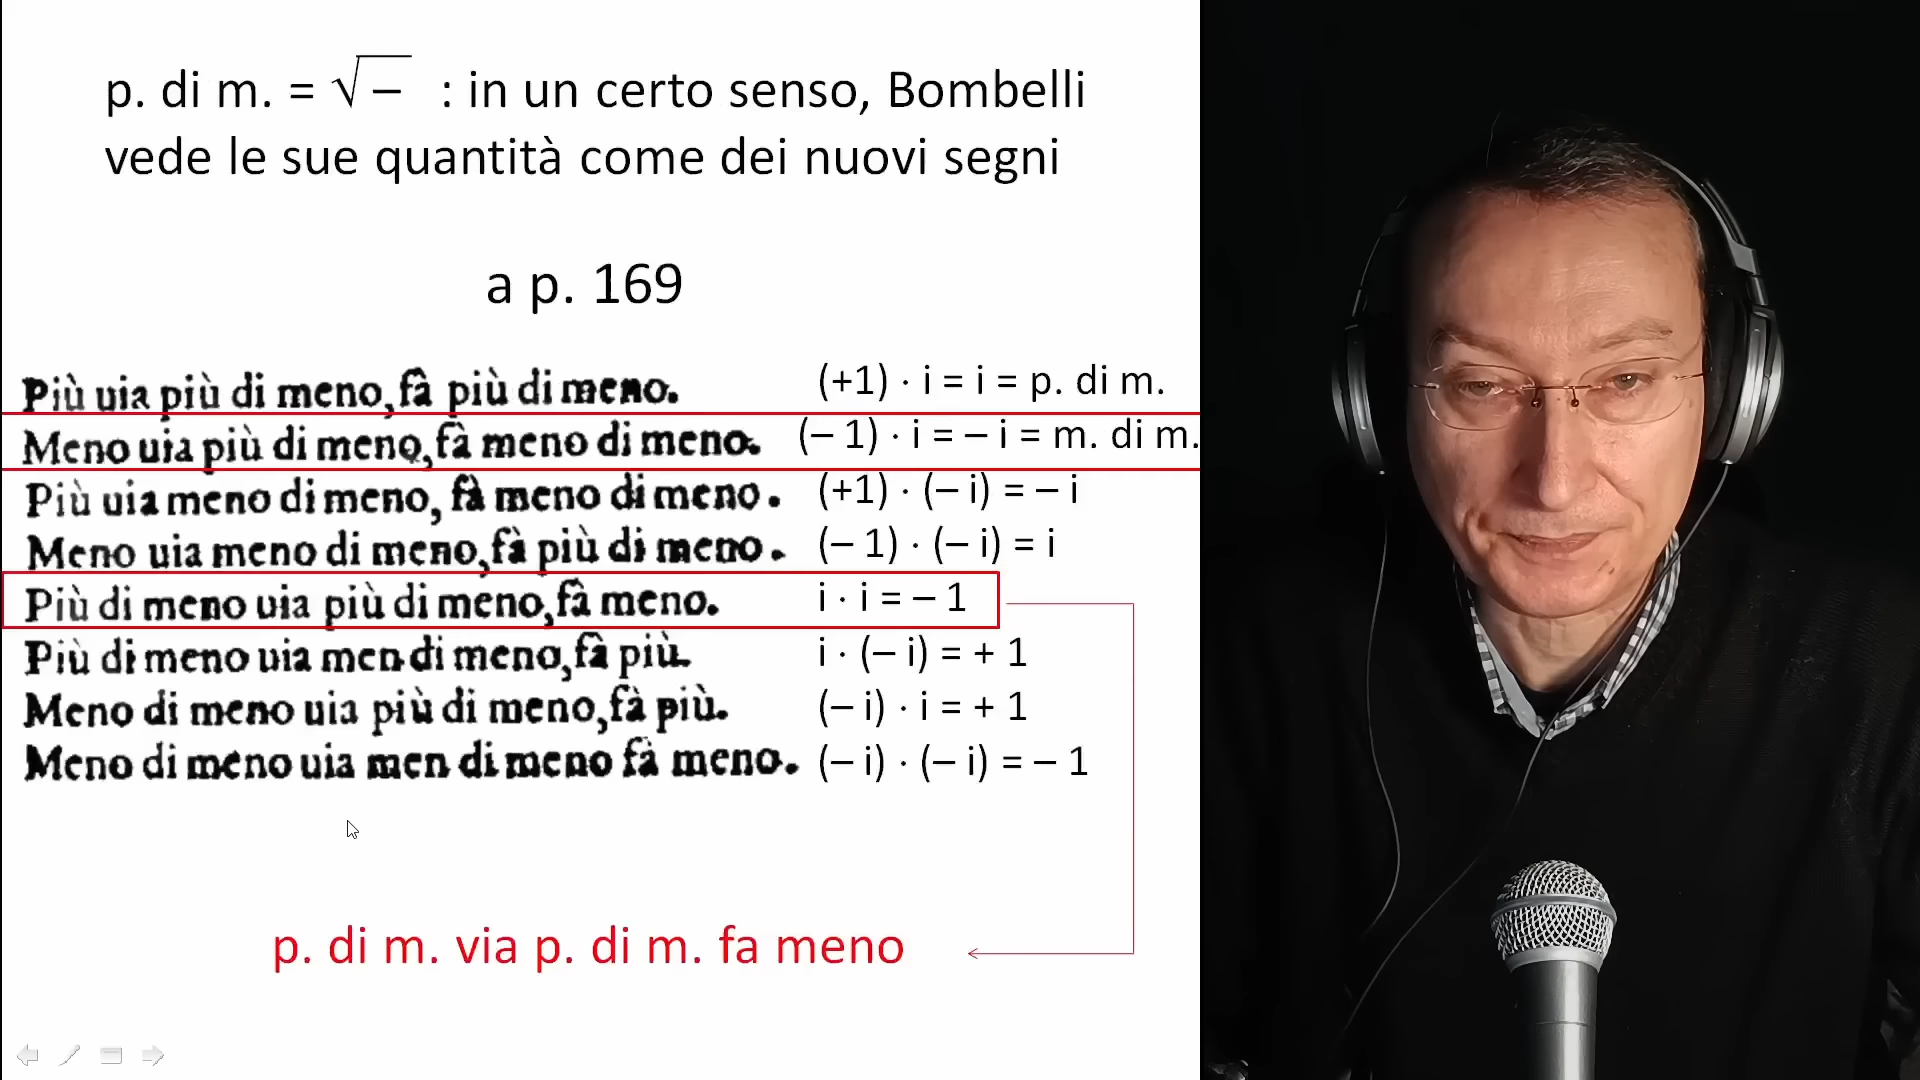 p. di m. = √– : in un certo senso, Bombelli
vede le sue quantità come dei nuovi segni
a p. 169
Più uia più di meno, fà più di meno. (+1) · i = i = p. di m.
Meno uia più di meno, fà meno di meno. (– 1) · i = – i = m. di m.
Più uia meno di meno, fà meno di meno. (+1) · (– i) = – i
Meno uia meno di meno, fà più di meno. (– 1) · (– i) = i
Più di meno uia più di meno, fà meno. i · i = – 1
Più di meno uia men di meno, fà più. i · (– i) = + 1
Meno di meno uia più di meno, fà più. (– i) · i = + 1
Meno di meno uia men di meno fà meno. (– i) · (– i) = – 1
p. di m. via p. di m. fa meno